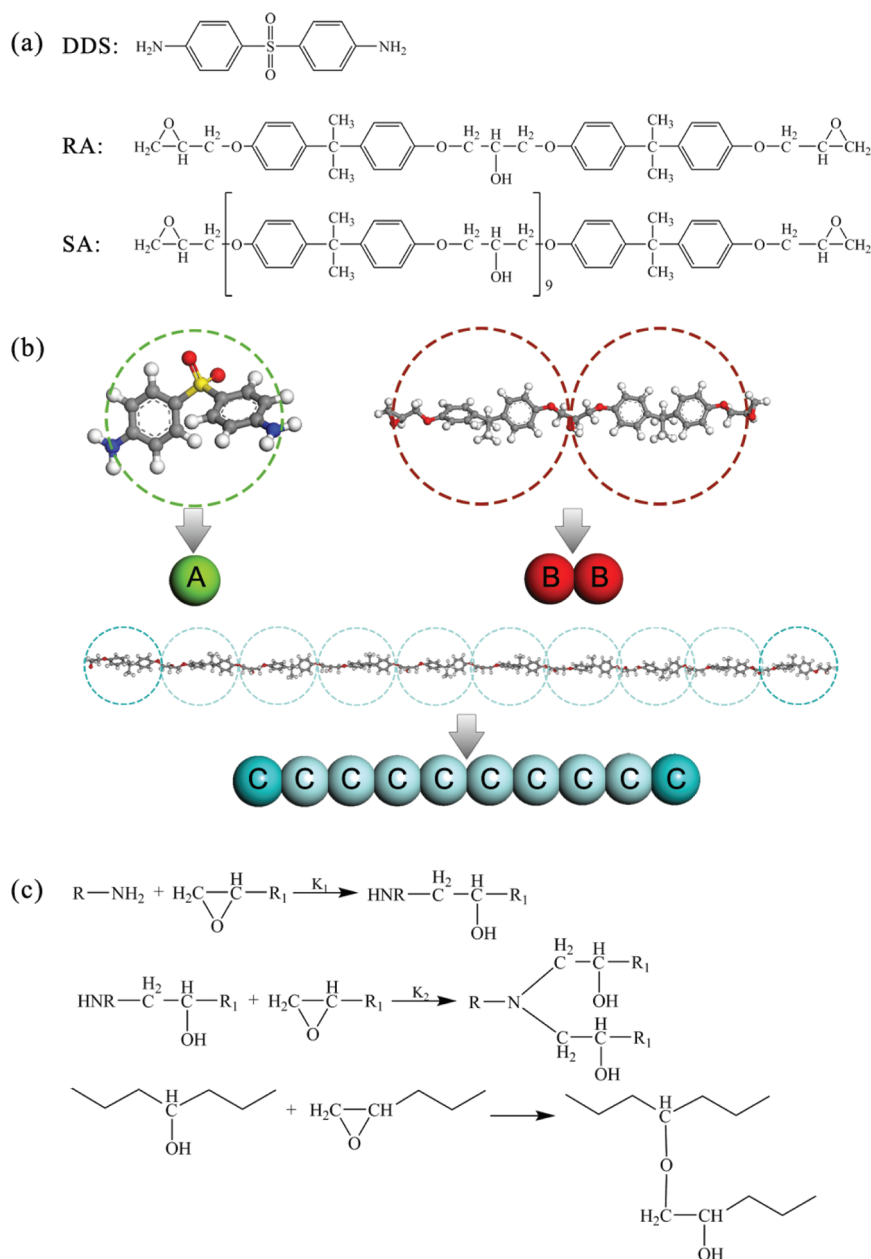 (a) DDS: H₂N S O O NH₂
RA: H₂C O C H H₂ C O CH₃ C CH₃ O H₂ C H C OH H₂ C O CH₃ C CH₃ O H₂ C O C H CH₂
SA: H₂C O C H H₂ C O CH₃ C CH₃ O H₂ C H C OH H₂ C 9 O CH₃ C CH₃ O H₂ C O C H CH₂
(b)
A
B B
C C C C C C C C C C
(c) R—NH₂ + H₂C H C R₁ O K₁ HNR H₂ C H C R₁ OH
HNR H₂ C H C R₁ OH + H₂C H C R₁ O K₂ R N H₂ C H C R₁ OH C H₂ H C R₁ OH
H C OH + H₂C CH O H C O H₂C CH OH